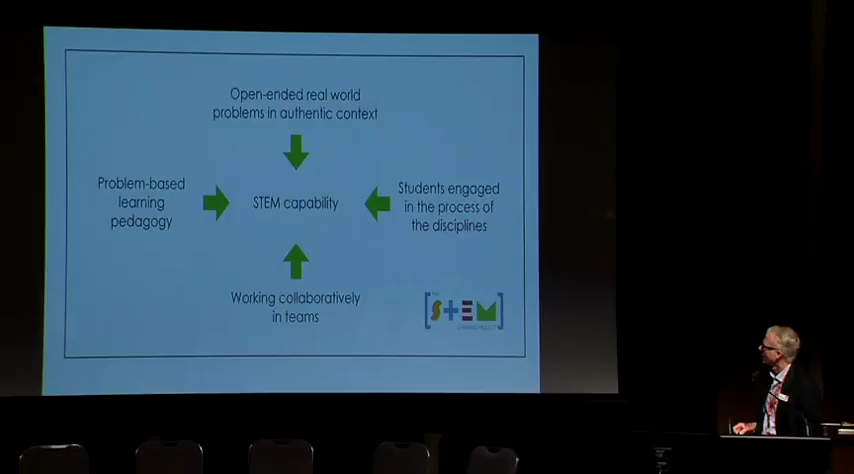 Open-ended real world
problems in authentic context
Problem-based
learning
pedagogy
STEM capability
Students engaged
in the process of
the disciplines
Working collaboratively
in teams
STEM